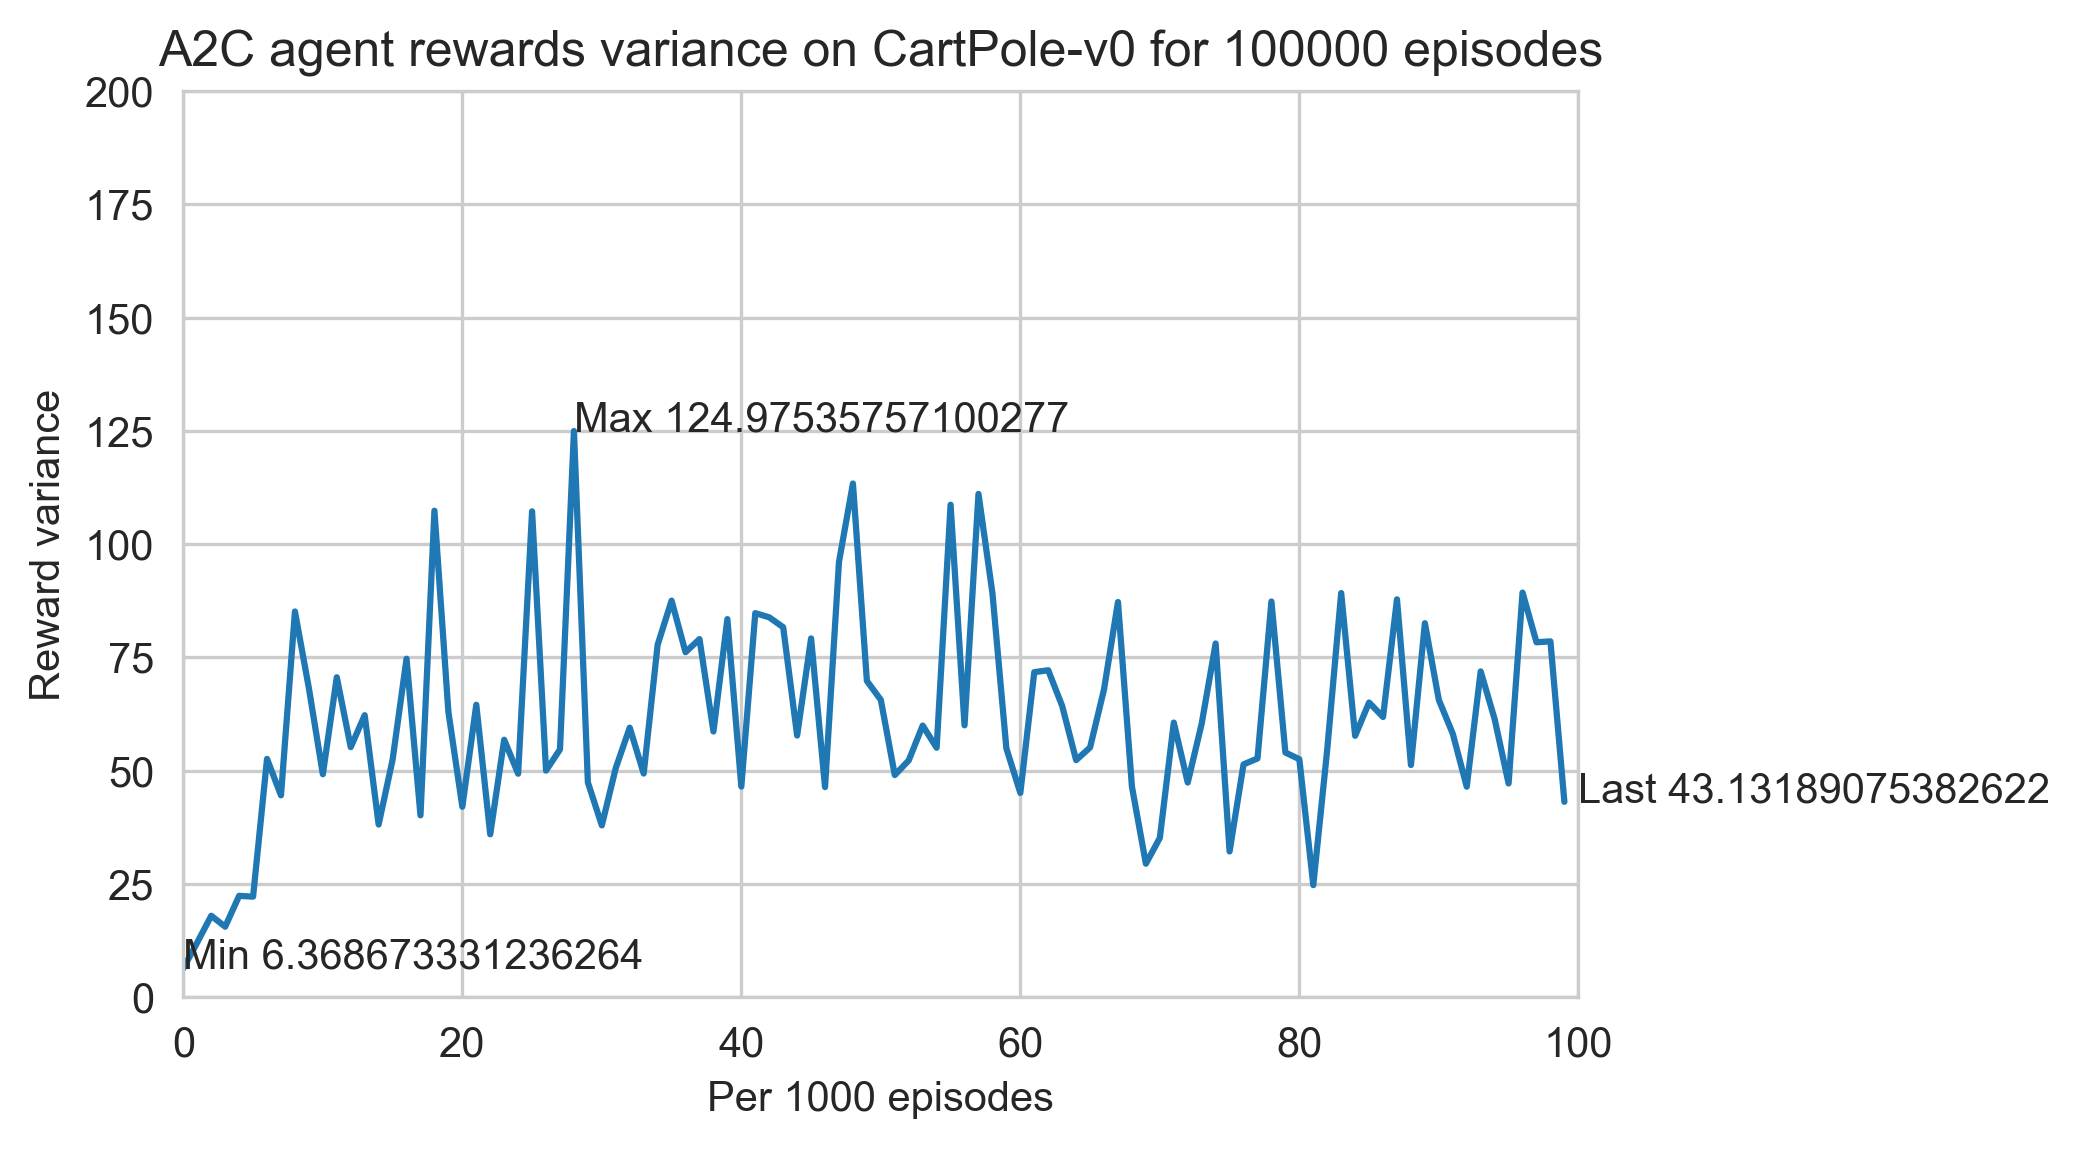 A2C agent rewards variance on CartPole-v0 for 100000 episodes
200
175
150
125
100
75
50
25
0
Reward variance
Max 124.97535757100277
Last 43.13189075382622
Min 6.368673331236264
0 20 40 60 80 100
Per 1000 episodes